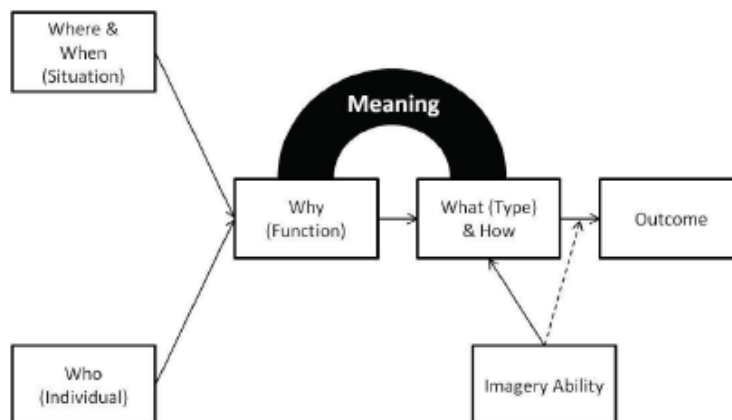 Where &
When
(Situation)
Meaning
Why
(Function)
What (Type)
& How
Outcome
Who
(Individual)
Imagery Ability